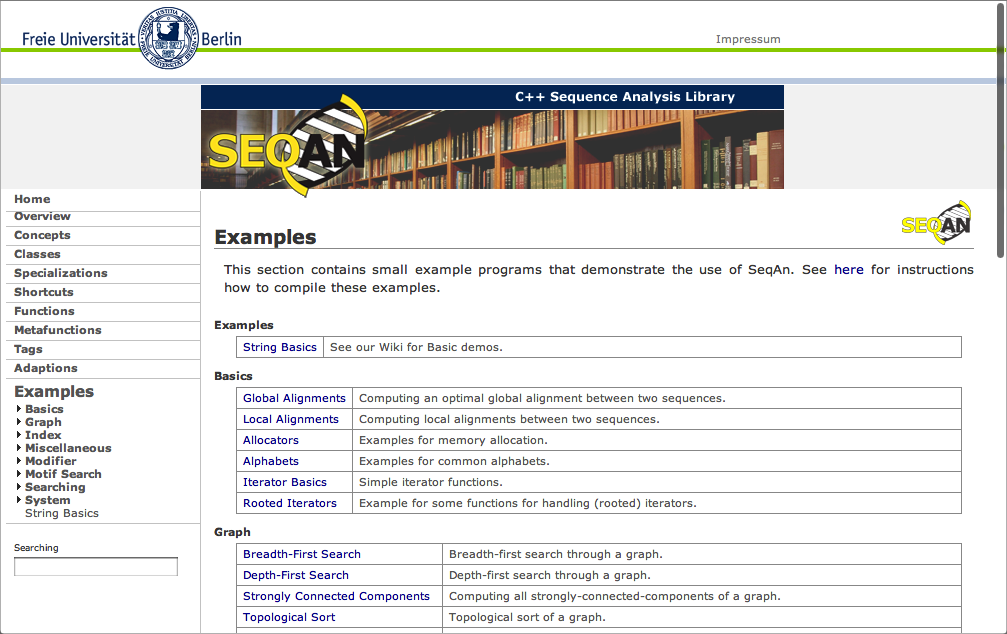 Freie Universität Berlin
Impressum
C++ Sequence Analysis Library
SEQAN
Home
Overview
Concepts
Classes
Specializations
Shortcuts
Functions
Metafunctions
Tags
Adaptions
Examples
Basics
Graph
Index
Miscellaneous
Modifier
Motif Search
Searching
System
String Basics
Searching
SEQAN
Examples
This section contains small example programs that demonstrate the use of SeqAn. See here for instructions
how to compile these examples.
Examples
String Basics See our Wiki for Basic demos.
Basics
Global Alignments Computing an optimal global alignment between two sequences.
Local Alignments Computing local alignments between two sequences.
Allocators Examples for memory allocation.
Alphabets Examples for common alphabets.
Iterator Basics Simple iterator functions.
Rooted Iterators Example for some functions for handling (rooted) iterators.
Graph
Breadth-First Search Breadth-first search through a graph.
Depth-First Search Depth-first search through a graph.
Strongly Connected Components Computing all strongly-connected-components of a graph.
Topological Sort Topological sort of a graph.